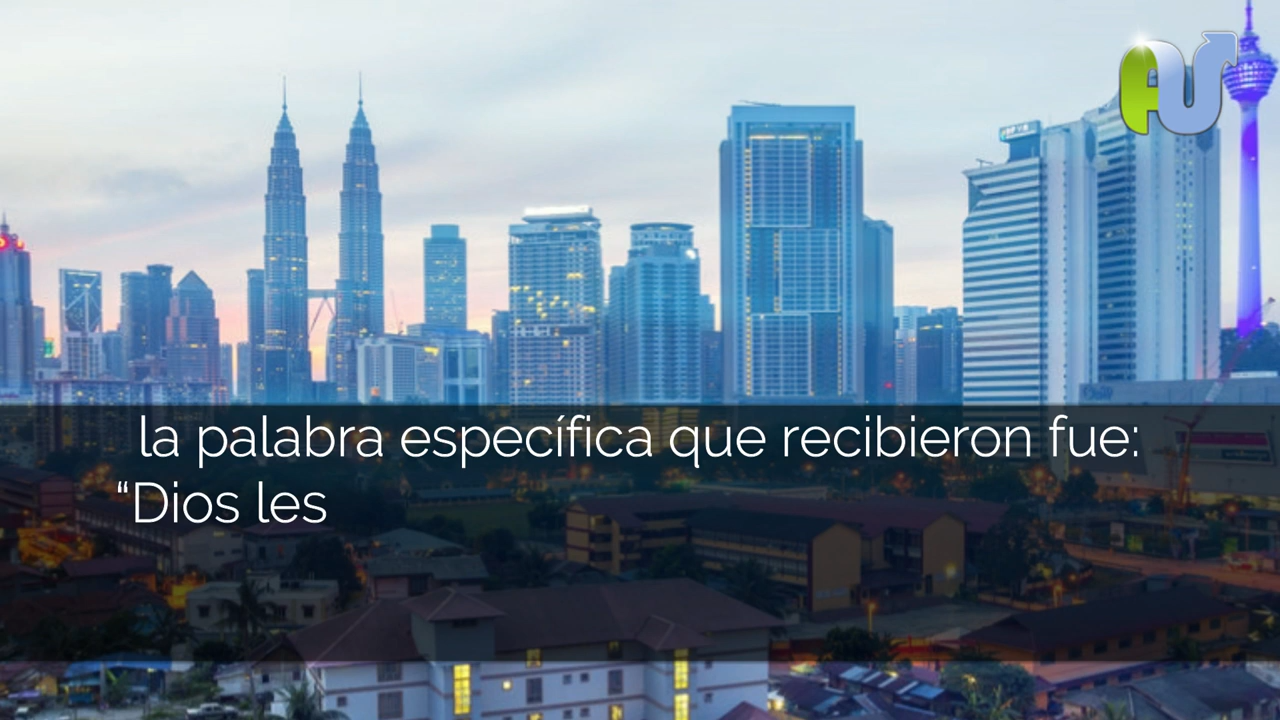 la palabra específica que recibieron fue:
“Dios les